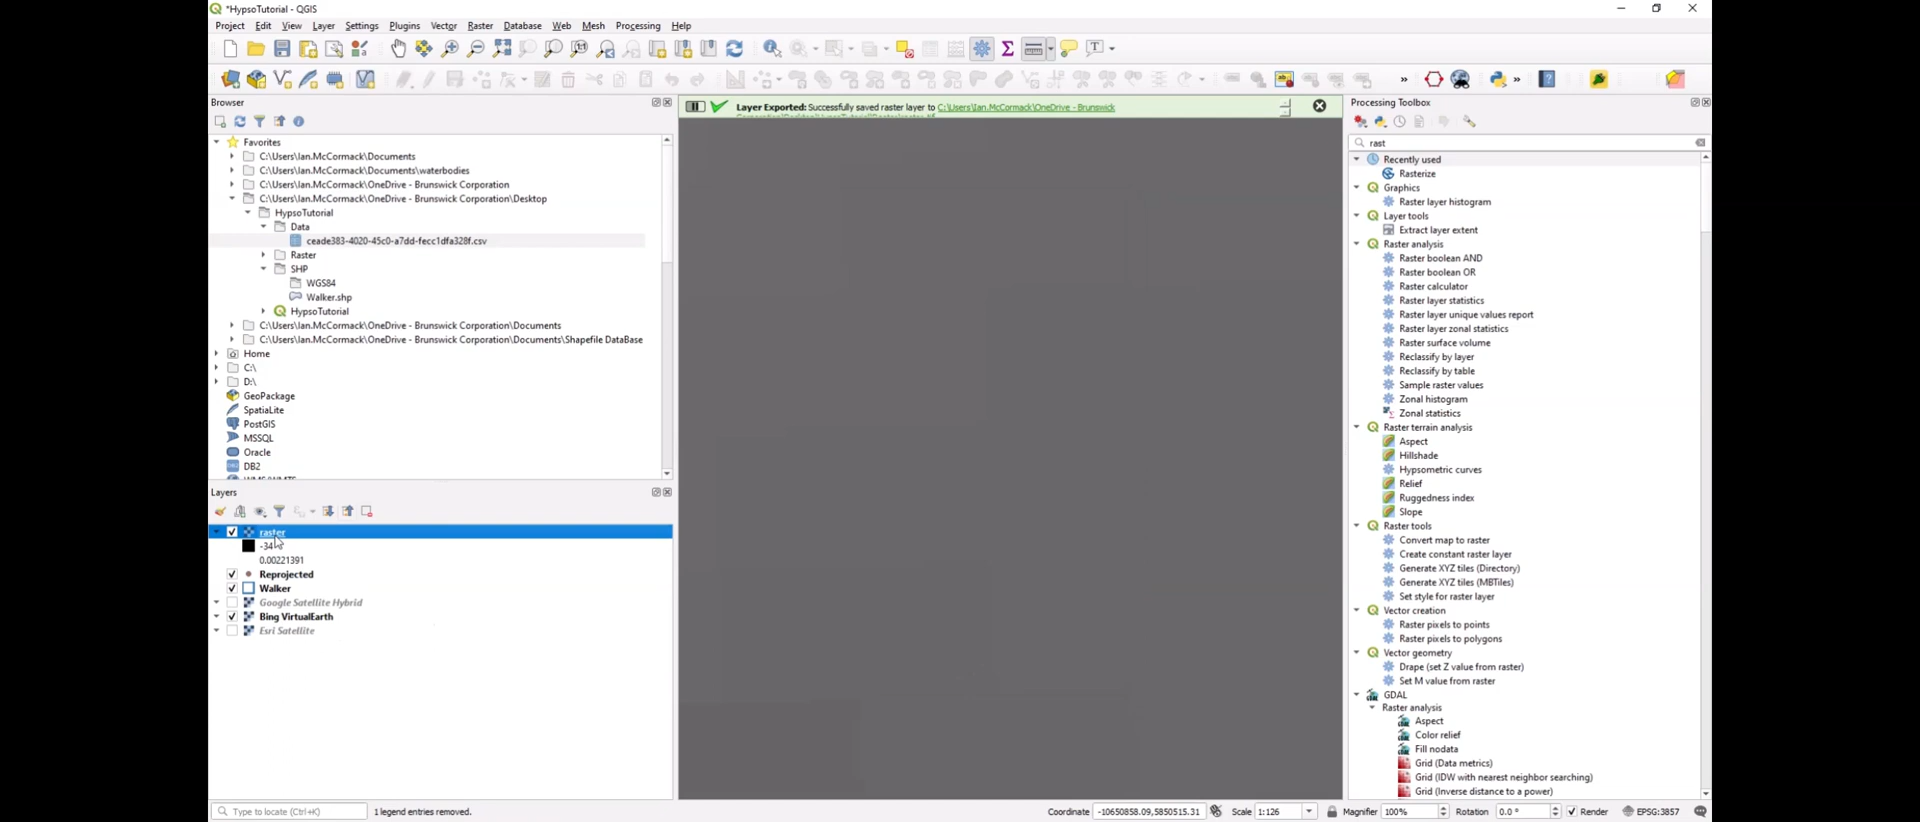 *HypsoTutorial — QGIS
Project Edit View Layer Settings Plugins Vector Raster Database Web Mesh Processing Help
Browser
Favorites
C:\Users\Ian.McCormack\Documents
C:\Users\Ian.McCormack\Documents\waterbodies
C:\Users\Ian.McCormack\OneDrive - Brunswick Corporation
C:\Users\Ian.McCormack\OneDrive - Brunswick Corporation\Desktop
HypsoTutorial
Data
ceade383-4020-45c0-a7dd-fecc1dfa328f.csv
Raster
SHP
WGS84
Walker.shp
HypsoTutorial
C:\Users\Ian.McCormack\OneDrive - Brunswick Corporation\Documents
C:\Users\Ian.McCormack\OneDrive - Brunswick Corporation\Documents\Shapefile DataBase
Home
C:\
D:\
GeoPackage
SpatiaLite
PostGIS
MSSQL
Oracle
DB2
Layers
raster
-34
0.00221391
Reprojected
Walker
Google Satellite Hybrid
Bing VirtualEarth
Esri Satellite
Layer Exported: Successfully saved raster layer to C:\Users\Ian.McCormack\OneDrive - Brunswick
Processing Toolbox
rast
Recently used
Rasterize
Graphics
Raster layer histogram
Layer tools
Extract layer extent
Raster analysis
Raster boolean AND
Raster boolean OR
Raster calculator
Raster layer statistics
Raster layer unique values report
Raster layer zonal statistics
Raster surface volume
Reclassify by layer
Reclassify by table
Sample raster values
Zonal histogram
Zonal statistics
Raster terrain analysis
Aspect
Hillshade
Hypsometric curves
Relief
Ruggedness index
Slope
Raster tools
Convert map to raster
Create constant raster layer
Generate XYZ tiles (Directory)
Generate XYZ tiles (MBTiles)
Set style for raster layer
Vector creation
Raster pixels to points
Raster pixels to polygons
Vector geometry
Drape (set Z value from raster)
Set M value from raster
GDAL
Raster analysis
Aspect
Color relief
Fill nodata
Grid (Data metrics)
Grid (IDW with nearest neighbor searching)
Grid (Inverse distance to a power)
Type to locate (Ctrl+K) 1 legend entries removed. Coordinate -10650858.09,5850515.31 Scale 1:126 Magnifier 100% Rotation 0.0 ° Render EPSG:3857